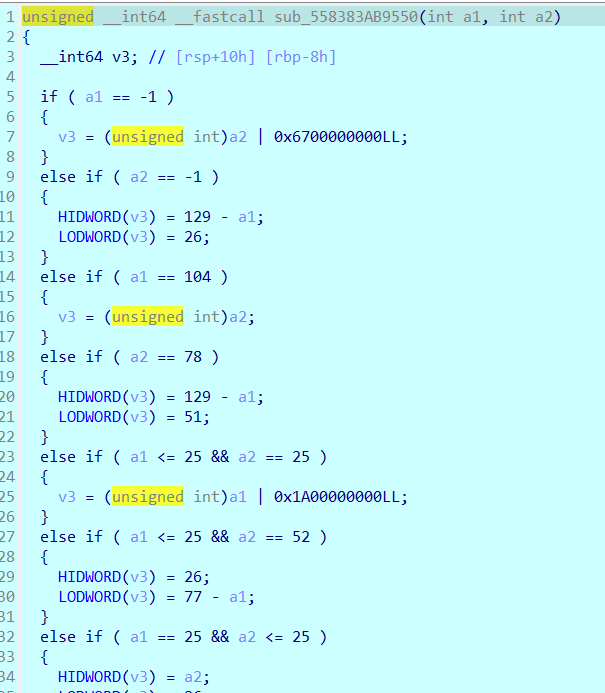 1 unsigned __int64 __fastcall sub_558383AB9550(int a1, int a2)
2 {
3   __int64 v3; // [rsp+10h] [rbp-8h]
4
5   if ( a1 == -1 )
6   {
7     v3 = (unsigned int)a2 | 0x6700000000LL;
8   }
9   else if ( a2 == -1 )
10   {
11     HIDWORD(v3) = 129 - a1;
12     LODWORD(v3) = 26;
13   }
14   else if ( a1 == 104 )
15   {
16     v3 = (unsigned int)a2;
17   }
18   else if ( a2 == 78 )
19   {
20     HIDWORD(v3) = 129 - a1;
21     LODWORD(v3) = 51;
22   }
23   else if ( a1 <= 25 && a2 == 25 )
24   {
25     v3 = (unsigned int)a1 | 0x1A00000000LL;
26   }
27   else if ( a1 <= 25 && a2 == 52 )
28   {
29     HIDWORD(v3) = 26;
30     LODWORD(v3) = 77 - a1;
31   }
32   else if ( a1 == 25 && a2 <= 25 )
33   {
34     HIDWORD(v3) = a2;